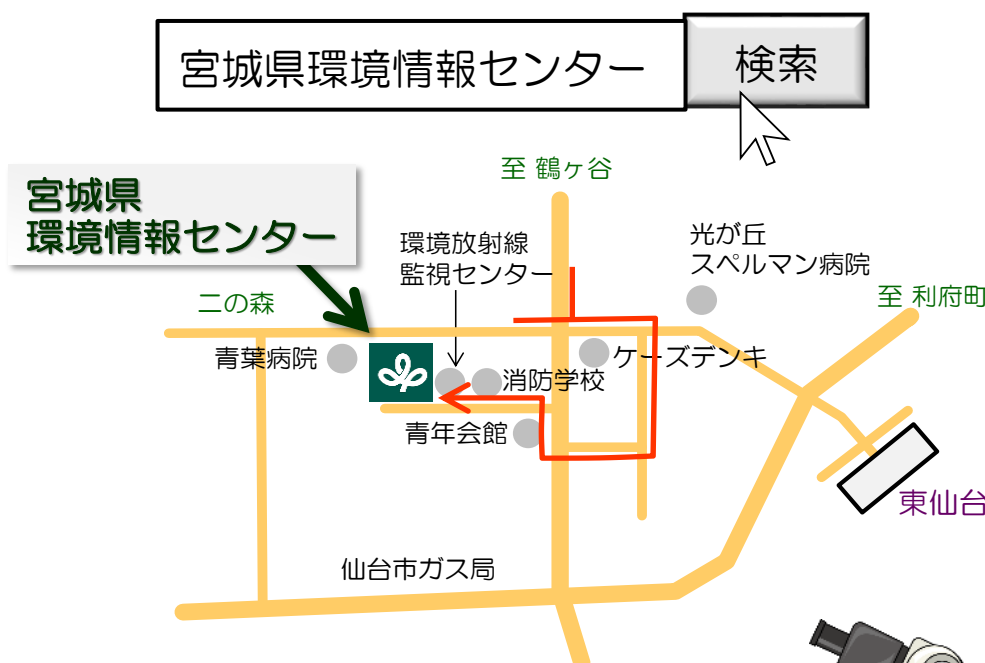 宮城県環境情報センター
検索
至 鶴ヶ谷
宮城県
環境情報センター
環境放射線
監視センター
光が丘
スペルマン病院
二の森
至 利府町
青葉病院
ケーズデンキ
消防学校
青年会館
東仙台
仙台市ガス局